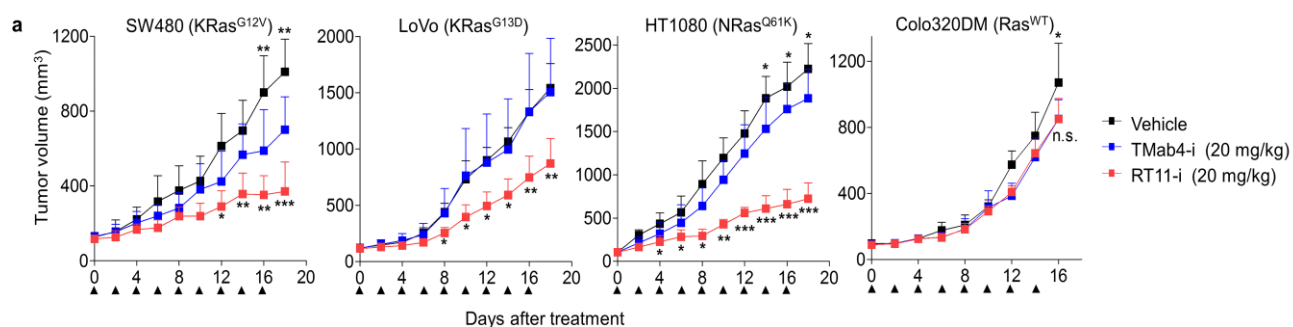 a
SW480 (KRas^G12V) LoVo (KRas^G13D) HT1080 (NRas^Q61K) Colo320DM (Ras^WT)
Tumor volume (mm³)
1200
800
400
0
0 4 8 12 16 20
** **
* ** ** ***
2000
1500
1000
500
0
0 4 8 12 16 20
* * * * ** **
2500
2000
1500
1000
500
0
0 4 8 12 16 20
* * *
* * * ** *** *** *** ***
1200
800
400
0
0 4 8 12 16 20
*
n.s.
Vehicle
TMab4-i (20 mg/kg)
RT11-i (20 mg/kg)
Days after treatment